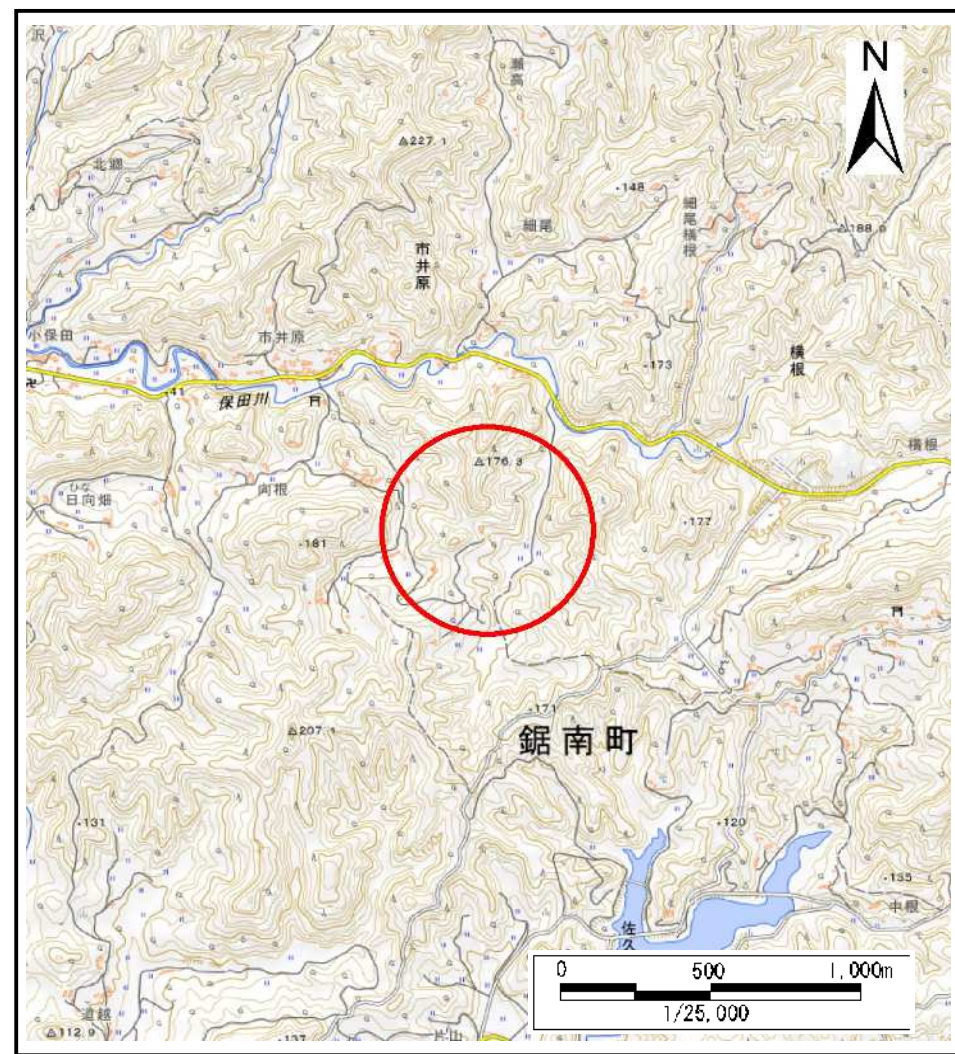 沢
瀬高
N
△227.1
北郷
148
細尾横根
細尾
△188.0
市井原
小保田
市井原
173
横根
41
保田川
横根
△176.3
向根
ひな
日向畑
177
181
171
△207.1
鋸南町
131
120
135
中根
佐久
0 500 1,000m
1/25,000
道越
△112.9
137
片山